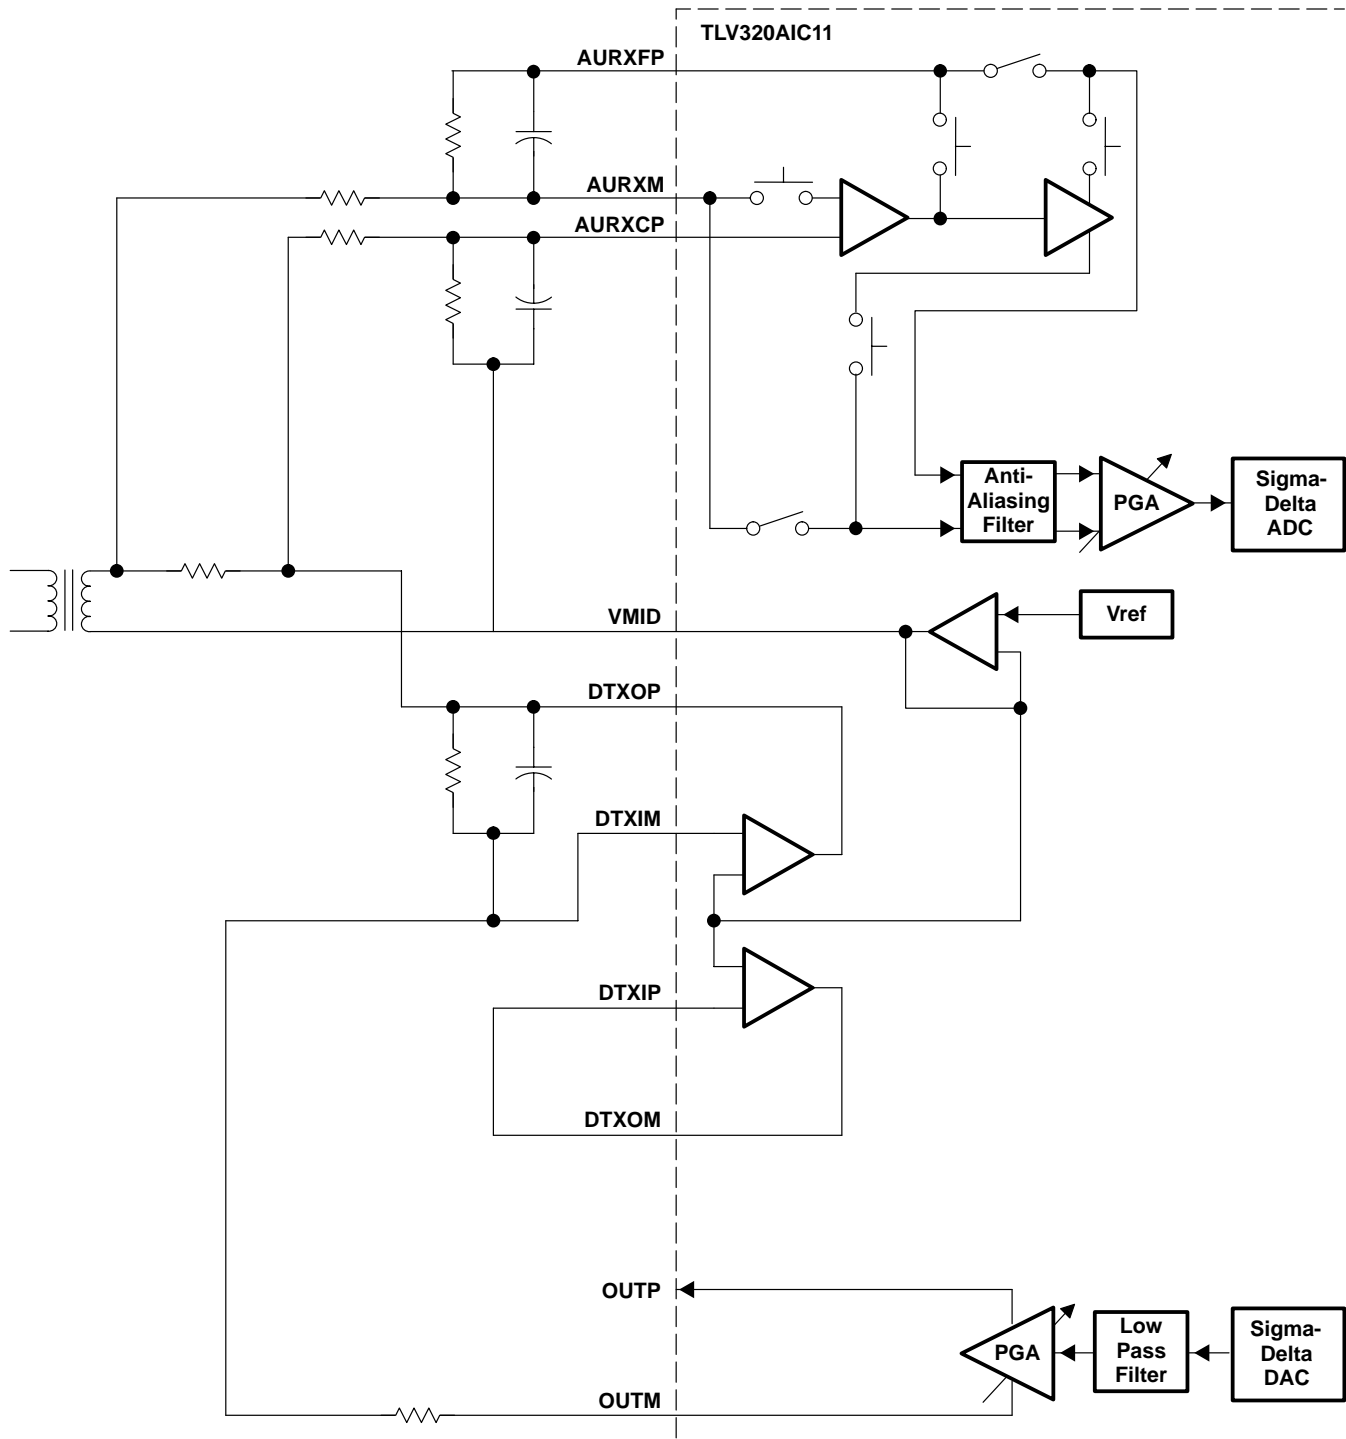 TLV320AIC11
AURXFP
AURXM
AURXCP
Anti-
Aliasing
Filter
PGA
Sigma-
Delta
ADC
VMID
Vref
DTXOP
DTXIM
DTXIP
DTXOM
OUTP
PGA
Low
Pass
Filter
Sigma-
Delta
DAC
OUTM